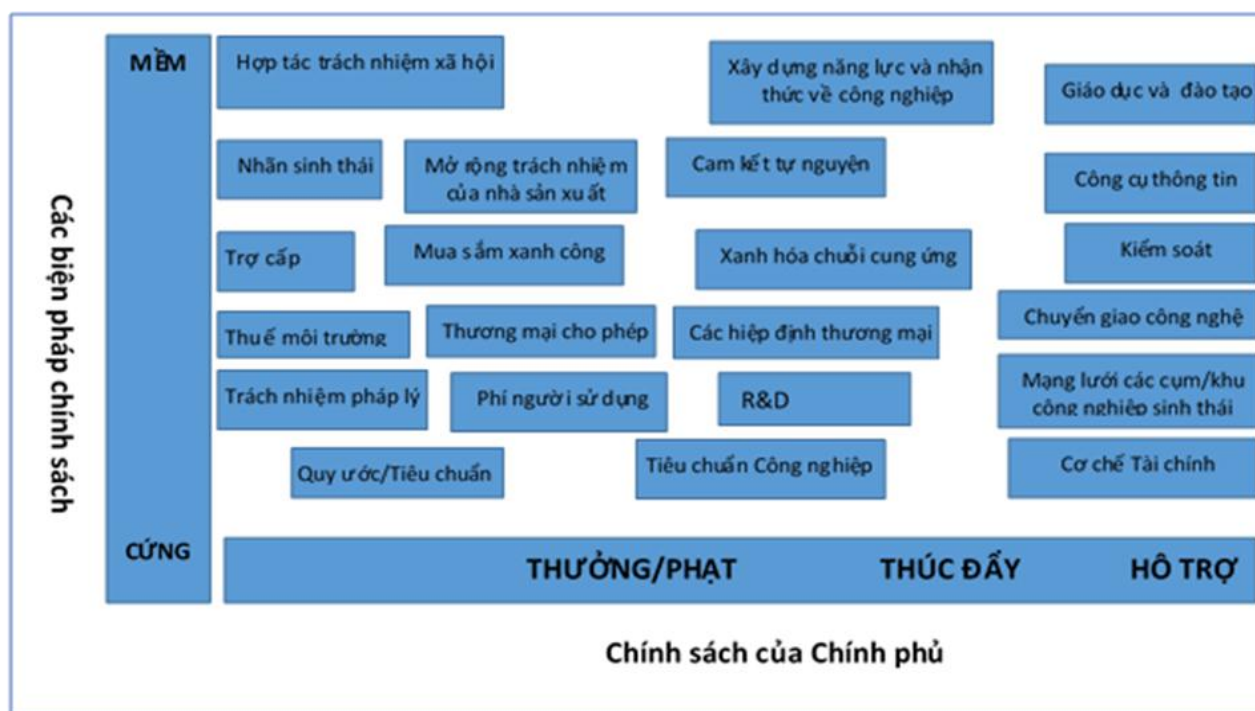 Các biện pháp chính sách
MỀM
CỨNG
Hợp tác trách nhiệm xã hội
Xây dựng năng lực và nhận
thức về công nghiệp
Giáo dục và đào tạo
Nhãn sinh thái
Mở rộng trách nhiệm
của nhà sản xuất
Cam kết tự nguyện
Công cụ thông tin
Trợ cấp
Mua sắm xanh công
Xanh hóa chuỗi cung ứng
Kiểm soát
Thuế môi trường
Thương mại cho phép
Các hiệp định thương mại
Chuyển giao công nghệ
Trách nhiệm pháp lý
Phí người sử dụng
R&D
Mạng lưới các cụm/khu
công nghiệp sinh thái
Quy ước/Tiêu chuẩn
Tiêu chuẩn Công nghiệp
Cơ chế Tài chính
THƯỞNG/PHẠT
THÚC ĐẨY
HÔ TRỢ
Chính sách của Chính phủ